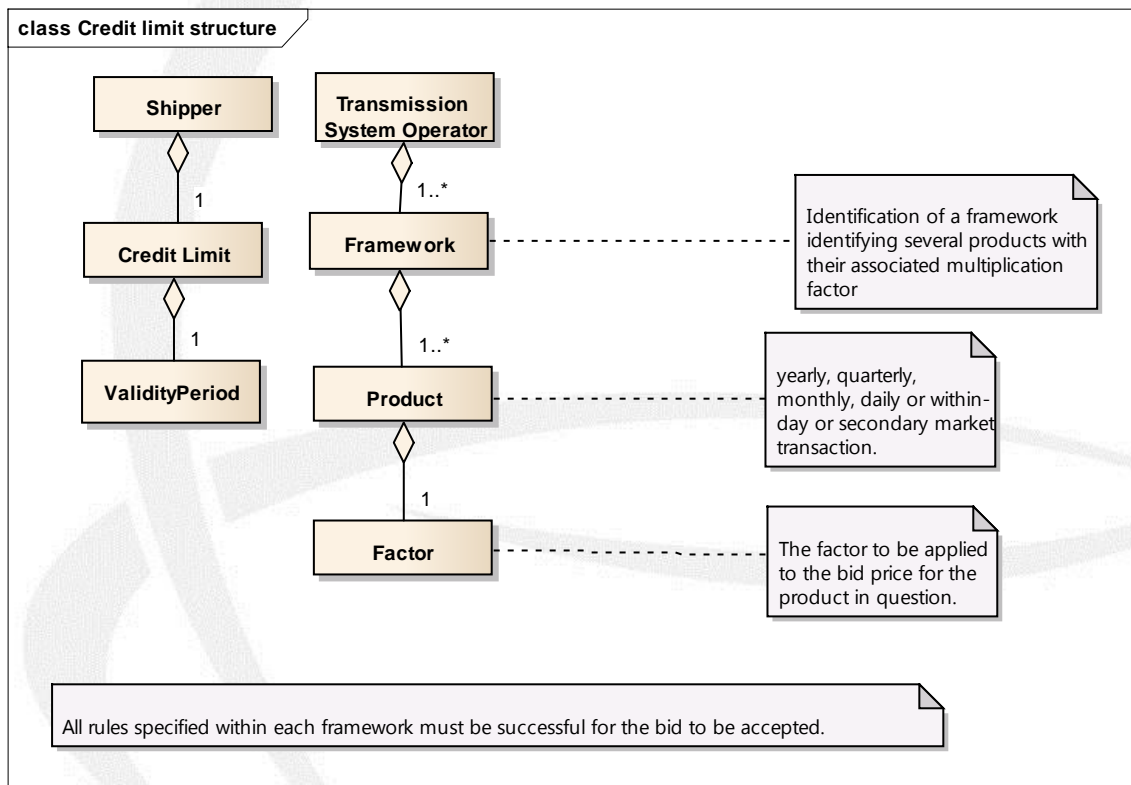 class Credit limit structure
Shipper
1
Credit Limit
1
ValidityPeriod
Transmission
System Operator
1..*
Framework
1..*
Product
1
Factor
Identification of a framework
identifying several products with
their associated multiplication
factor
yearly, quarterly,
monthly, daily or within-
day or secondary market
transaction.
The factor to be applied
to the bid price for the
product in question.
All rules specified within each framework must be successful for the bid to be accepted.